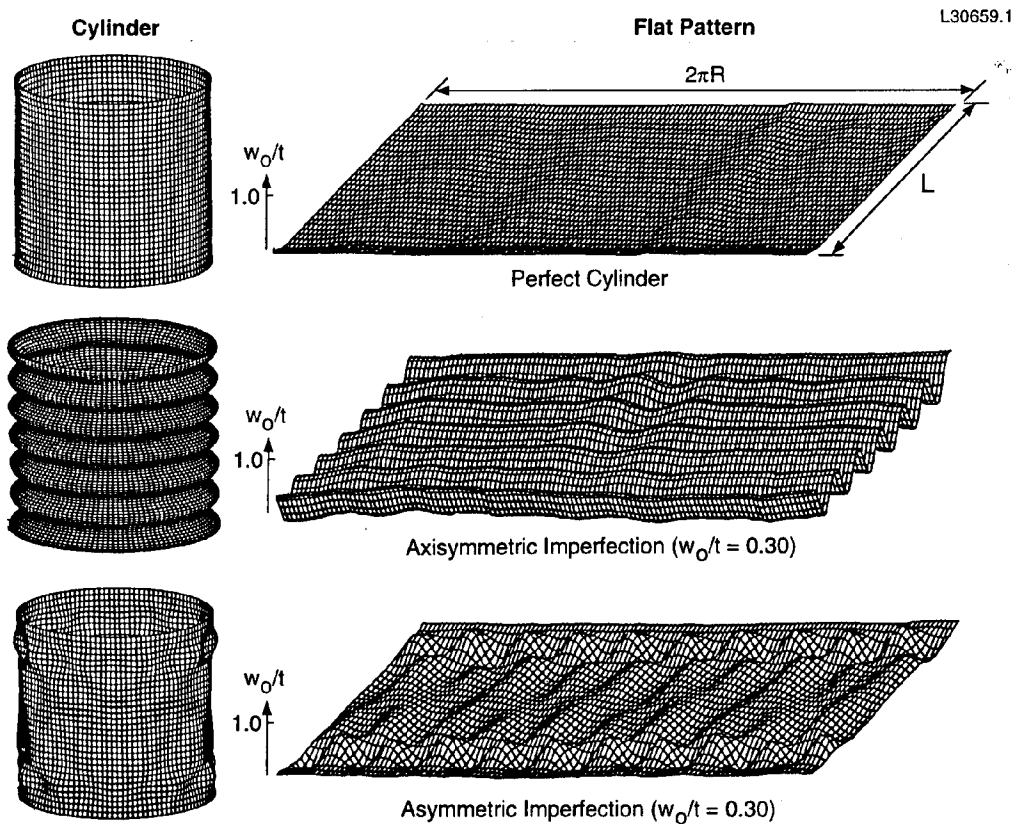 L30659.1
Cylinder
Flat Pattern
2πR
w₀/t
1.0
L
Perfect Cylinder
w₀/t
1.0
Axisymmetric Imperfection (w₀/t = 0.30)
w₀/t
1.0
Asymmetric Imperfection (w₀/t = 0.30)